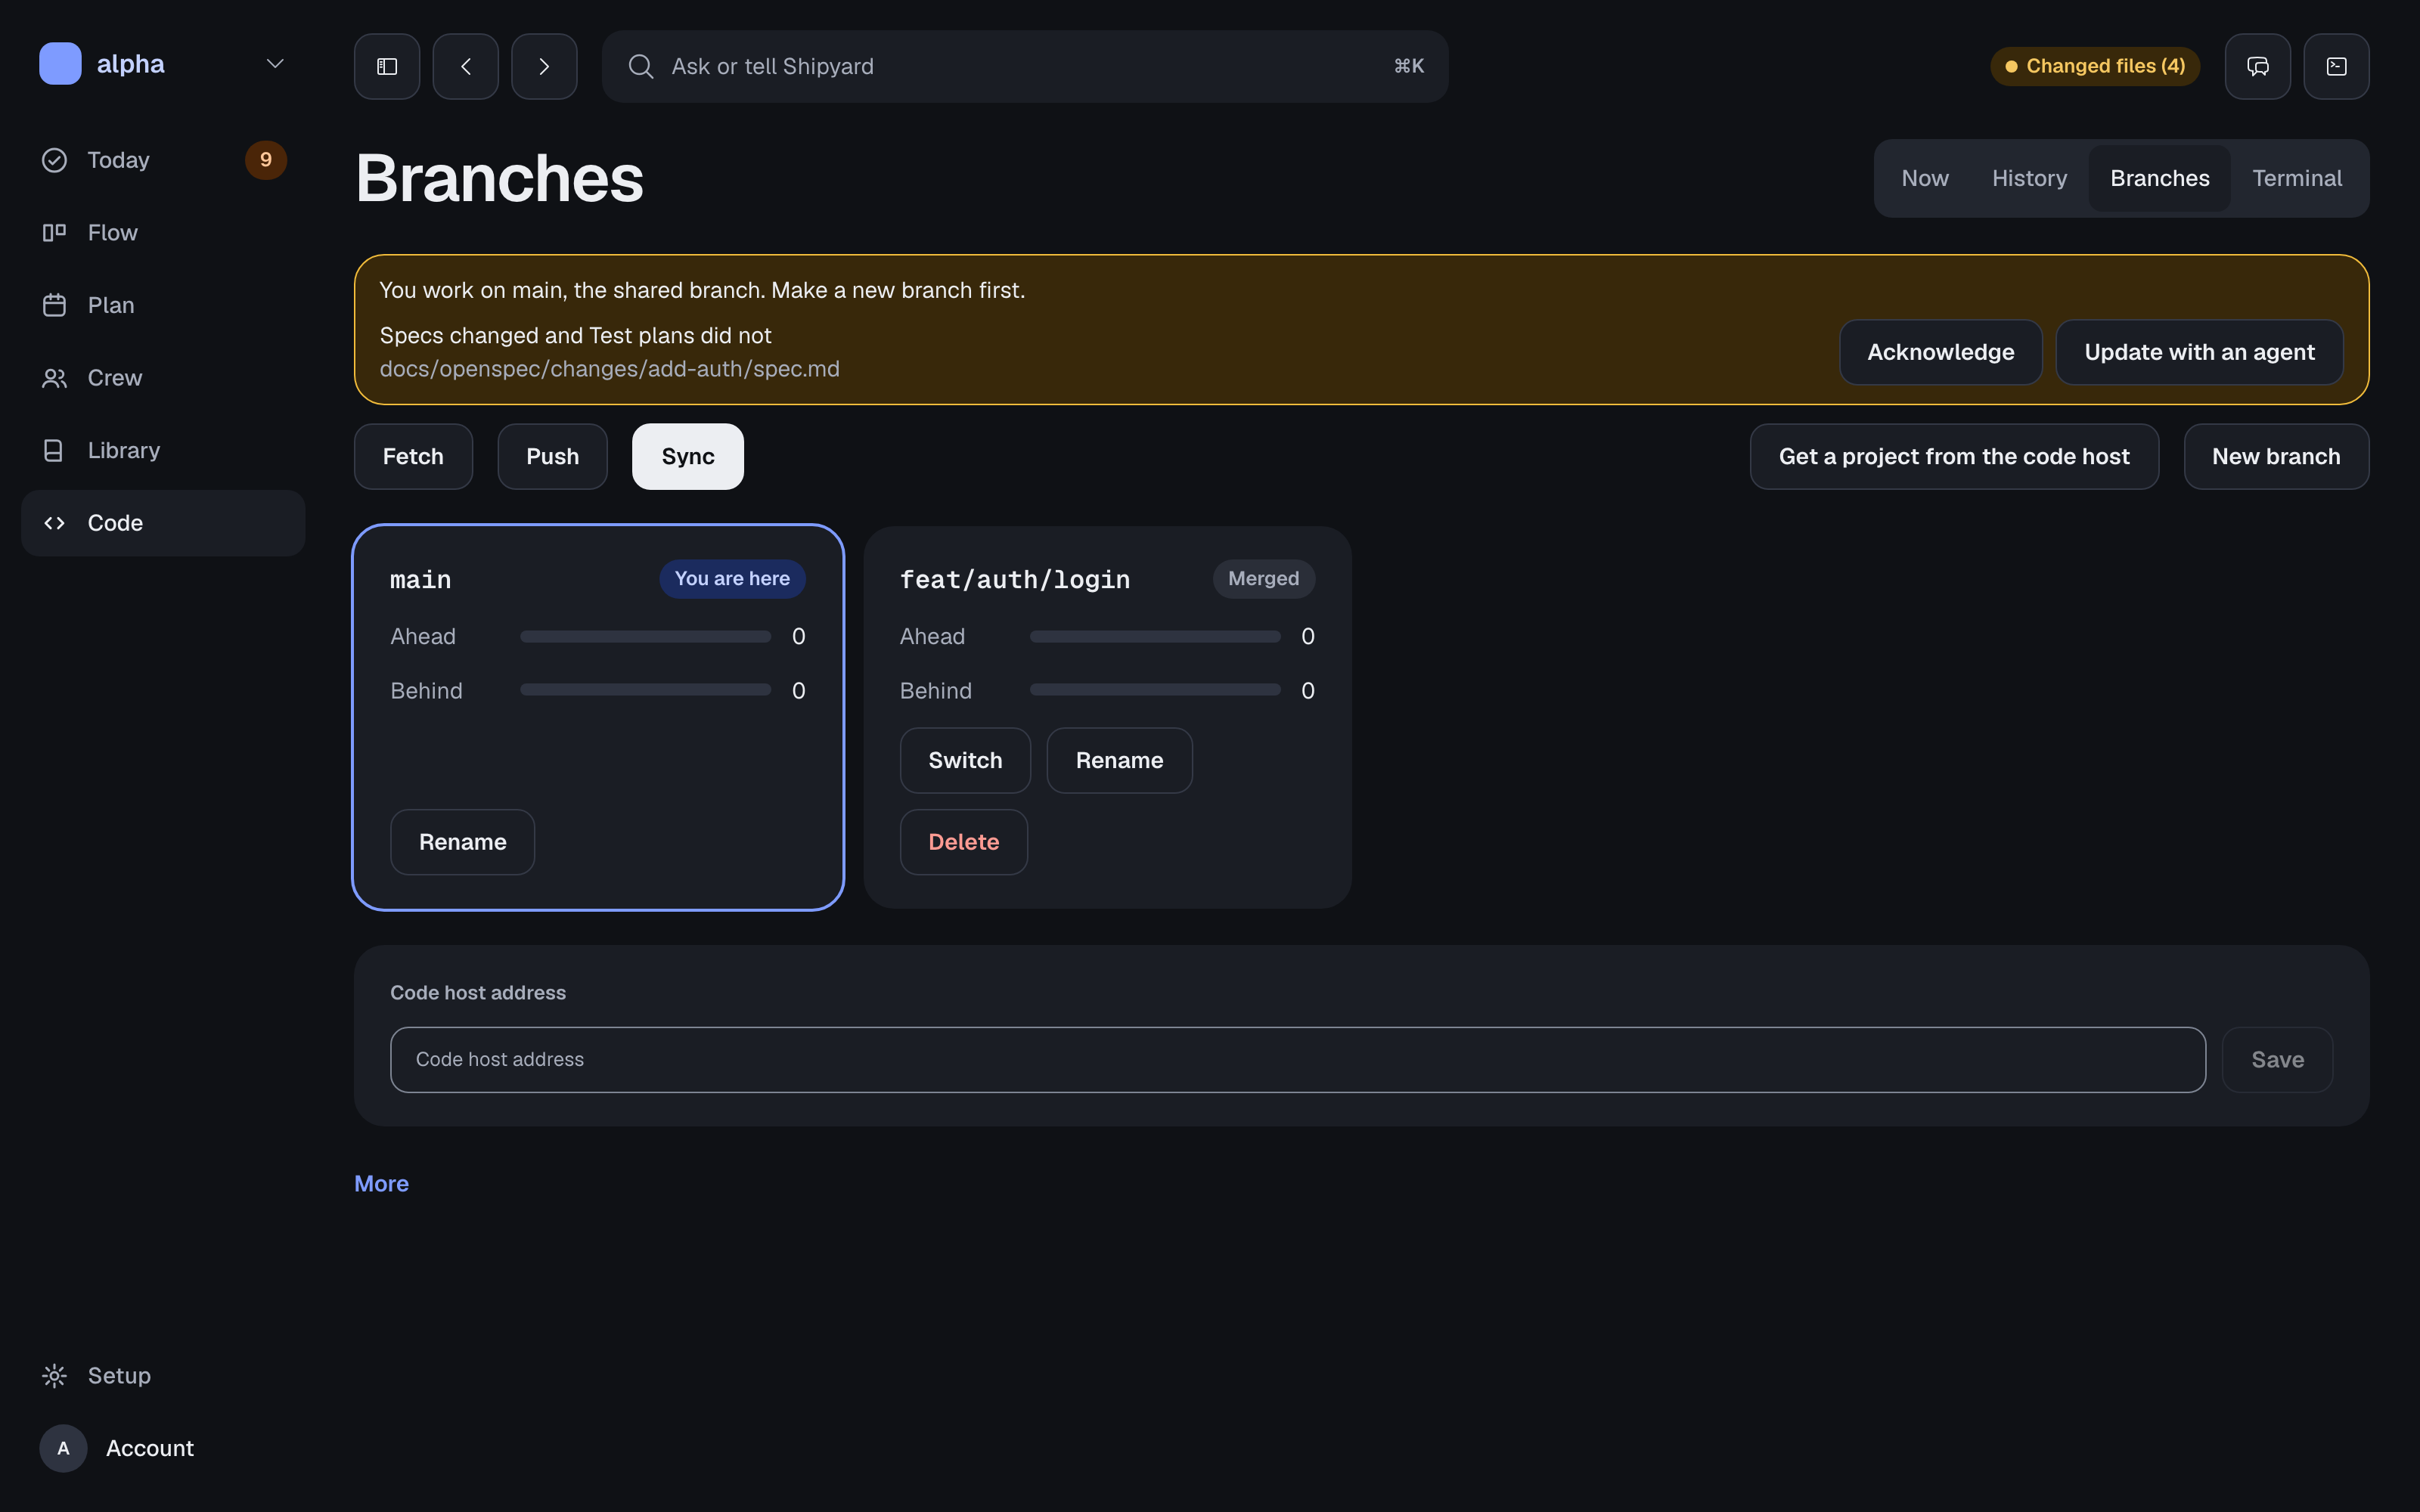 alpha
Ask or tell Shipyard
⌘K
Changed files (4)
Today
9
Flow
Plan
Crew
Library
Code
Branches
Now
History
Branches
Terminal
You work on main, the shared branch. Make a new branch first.
Specs changed and Test plans did not
docs/openspec/changes/add-auth/spec.md
Acknowledge
Update with an agent
Fetch
Push
Sync
Get a project from the code host
New branch
main
You are here
Ahead
0
Behind
0
Rename
feat/auth/login
Merged
Ahead
0
Behind
0
Switch
Rename
Delete
Code host address
Code host address
Save
More
Setup
A
Account